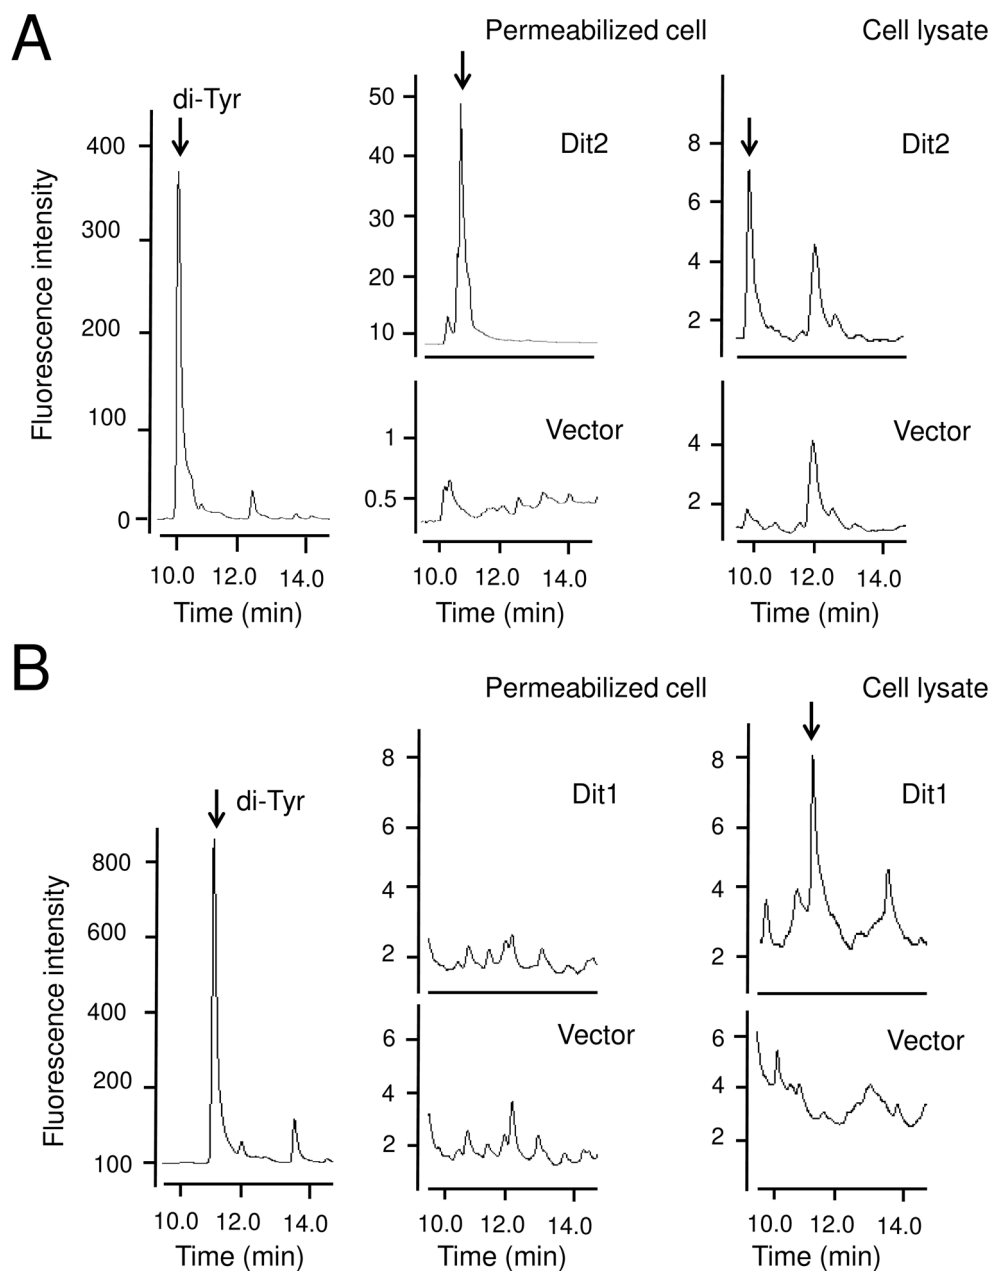 A
Permeabilized cell
Cell lysate
di-Tyr
Fluorescence intensity
400
300
200
100
0
10.0 12.0 14.0
Time (min)
Dit2
50
40
30
20
10
Vector
1
0.5
10.0 12.0 14.0
Time (min)
Dit2
8
6
4
2
Vector
4
2
10.0 12.0 14.0
Time (min)
B
Permeabilized cell
Cell lysate
di-Tyr
Fluorescence intensity
800
600
400
200
100
10.0 12.0 14.0
Time (min)
Dit1
8
6
4
2
Vector
6
4
2
10.0 12.0 14.0
Time (min)
Dit1
8
6
4
2
Vector
6
4
2
10.0 12.0 14.0
Time (min)